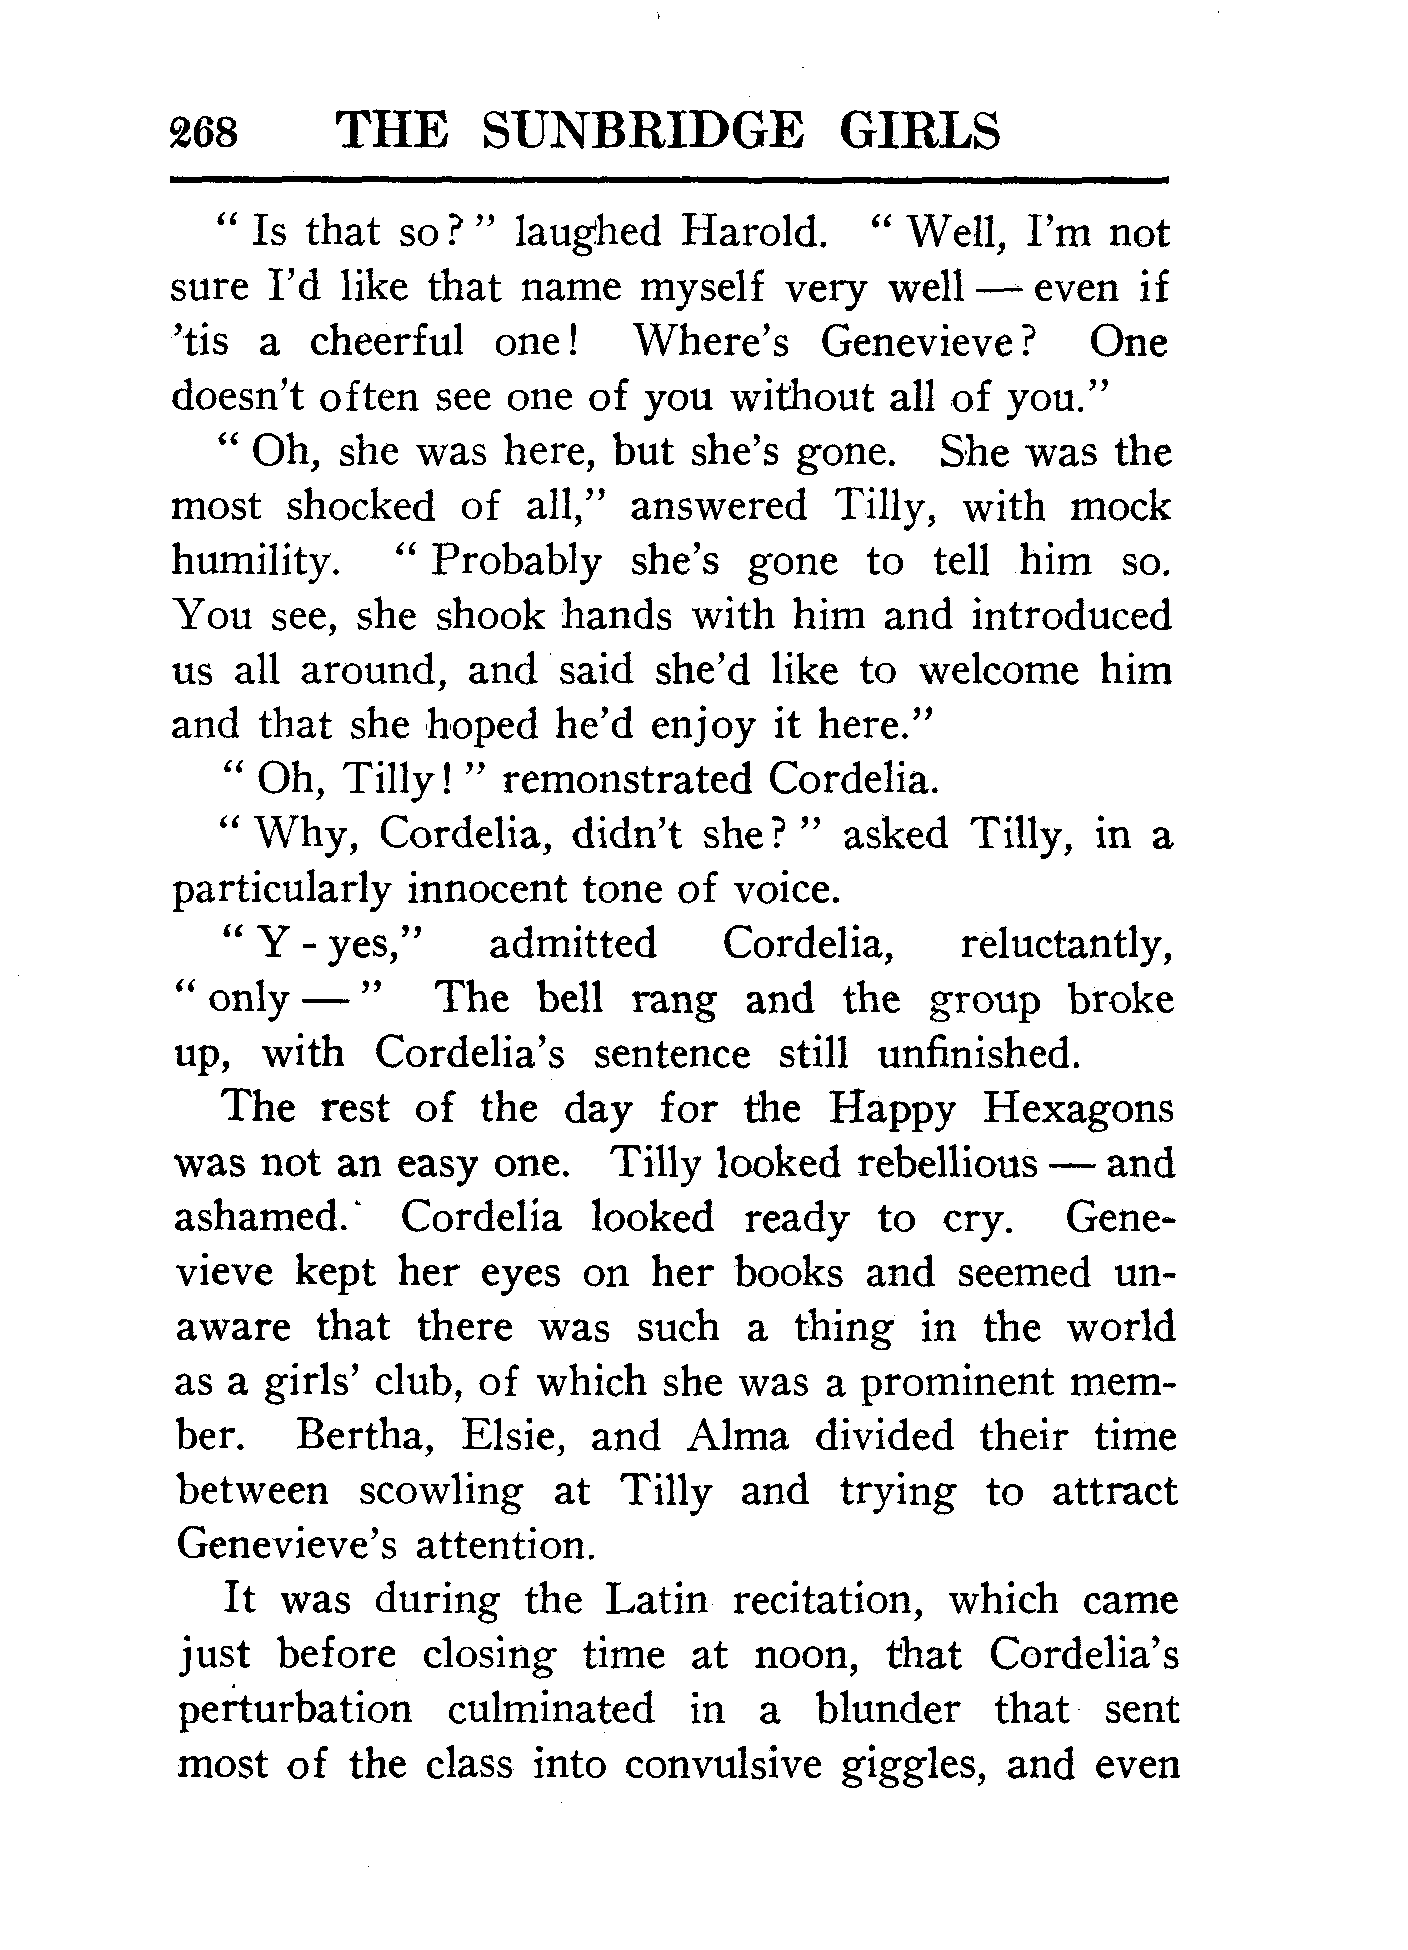 268 THE SUNBRIDGE GIRLS
" Is that so? " laughed Harold. " Well, I'm not
sure I'd like that name myself very well — even if
'tis a cheerful one! Where's Genevieve? One
doesn't often see one of you without all of you."
" Oh, she was here, but she's gone. She was the
most shocked of all," answered Tilly, with mock
humility. " Probably she's gone to tell him so.
You see, she shook hands with him and introduced
us all around, and said she'd like to welcome him
and that she hoped he'd enjoy it here."
" Oh, Tilly! " remonstrated Cordelia.
" Why, Cordelia, didn't she? " asked Tilly, in a
particularly innocent tone of voice.
" Y - yes," admitted Cordelia, reluctantly,
" only — " The bell rang and the group broke
up, with Cordelia's sentence still unfinished.
The rest of the day for the Happy Hexagons
was not an easy one. Tilly looked rebellious — and
ashamed. Cordelia looked ready to cry. Gene-
vieve kept her eyes on her books and seemed un-
aware that there was such a thing in the world
as a girls' club, of which she was a prominent mem-
ber. Bertha, Elsie, and Alma divided their time
between scowling at Tilly and trying to attract
Genevieve's attention.
It was during the Latin recitation, which came
just before closing time at noon, that Cordelia's
perturbation culminated in a blunder that sent
most of the class into convulsive giggles, and even